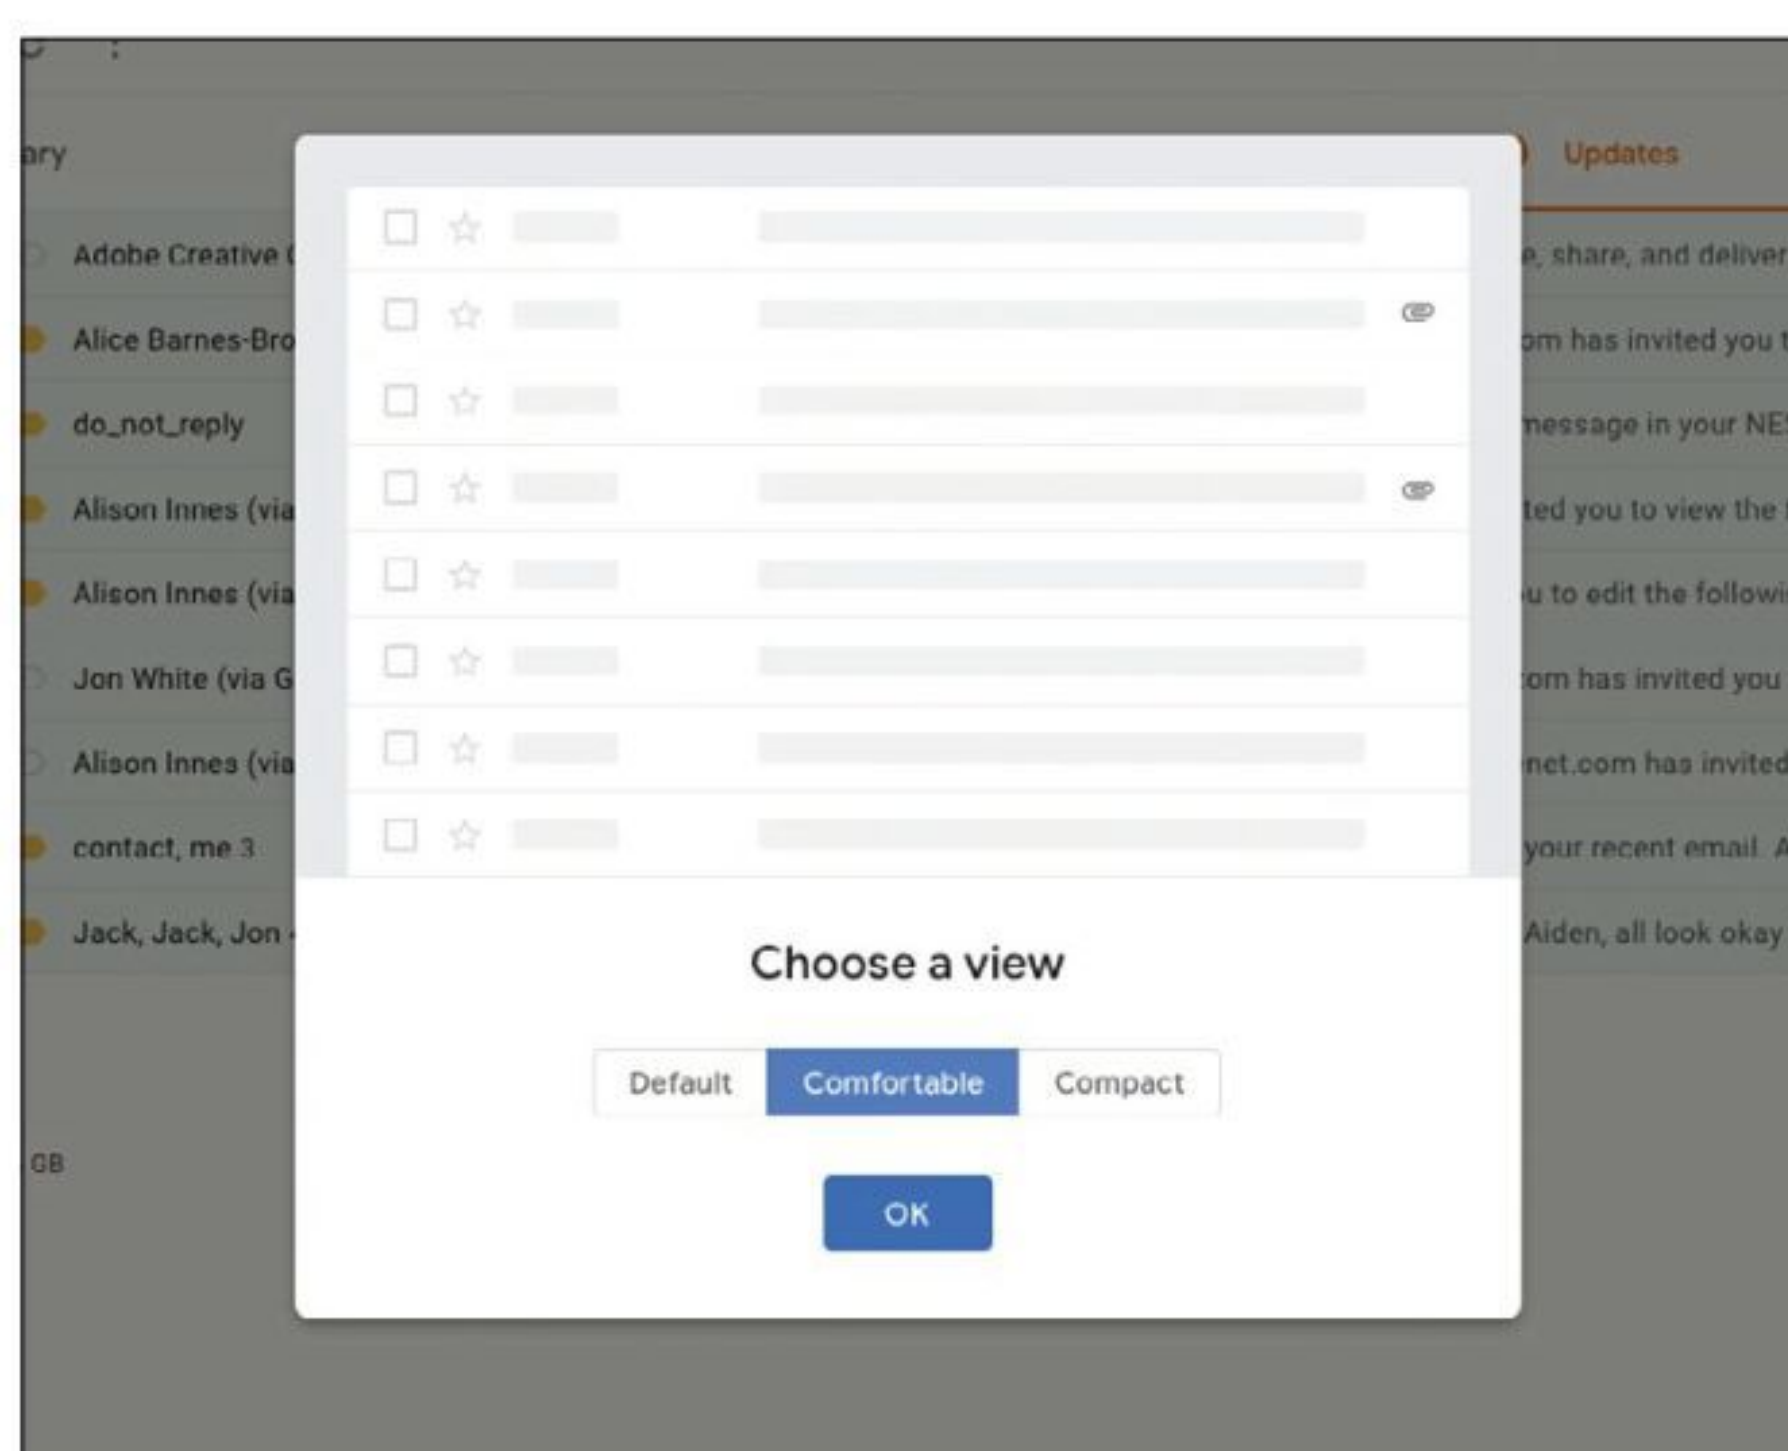 ary
Updates
Adobe Creative
e, share, and deliver
Alice Barnes-Bro
om has invited you t
do_not_reply
message in your NE
Alison Innes (via
ted you to view the
Alison Innes (via
u to edit the followi
Jon White (via G
com has invited you
Alison Innes (via
net.com has invited
contact, me 3
your recent email. A
Jack, Jack, Jon
Aiden, all look okay
Choose a view
Default Comfortable Compact
GB
OK